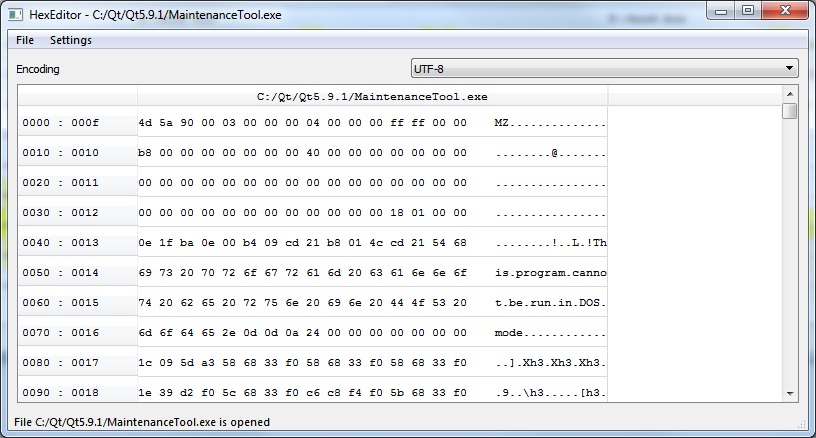 HexEditor - C:/Qt/Qt5.9.1/MaintenanceTool.exe
File Settings
Encoding UTF-8
C:/Qt/Qt5.9.1/MaintenanceTool.exe
0000 : 000f 4d 5a 90 00 03 00 00 00 04 00 00 00 ff ff 00 00 MZ..............
0010 : 0010 b8 00 00 00 00 00 00 00 40 00 00 00 00 00 00 00 ........@.......
0020 : 0011 00 00 00 00 00 00 00 00 00 00 00 00 00 00 00 00 ................
0030 : 0012 00 00 00 00 00 00 00 00 00 00 00 00 18 01 00 00 ................
0040 : 0013 0e 1f ba 0e 00 b4 09 cd 21 b8 01 4c cd 21 54 68 ........!..L.!Th
0050 : 0014 69 73 20 70 72 6f 67 72 61 6d 20 63 61 6e 6e 6f is.program.canno
0060 : 0015 74 20 62 65 20 72 75 6e 20 69 6e 20 44 4f 53 20 t.be.run.in.DOS.
0070 : 0016 6d 6f 64 65 2e 0d 0d 0a 24 00 00 00 00 00 00 00 mode............
0080 : 0017 1c 09 5d a3 58 68 33 f0 58 68 33 f0 58 68 33 f0 ..].Xh3.Xh3.Xh3.
0090 : 0018 1e 39 d2 f0 5c 68 33 f0 c6 c8 f4 f0 5b 68 33 f0 .9..\h3.....[h3.
File C:/Qt/Qt5.9.1/MaintenanceTool.exe is opened